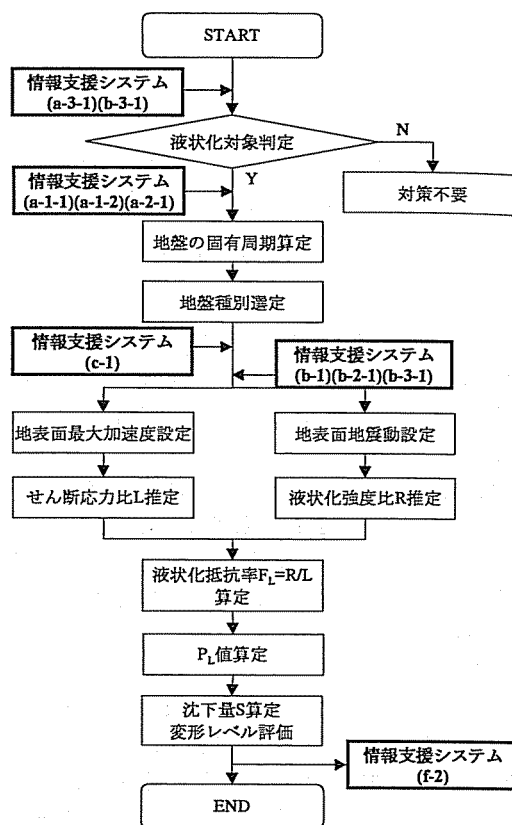 START
情報支援システム
(a-3-1)(b-3-1)
液状化対象判定
N
Y
対策不要
情報支援システム
(a-1-1)(a-1-2)(a-2-1)
地盤の固有周期算定
地盤種別選定
情報支援システム
(c-1)
情報支援システム
(b-1)(b-2-1)(b-3-1)
地表面最大加速度設定
地表面地震動設定
せん断応力比L推定
液状化強度比R推定
液状化抵抗率FL=R/L
算定
PL値算定
沈下量S算定
変形レベル評価
情報支援システム
(f-2)
END